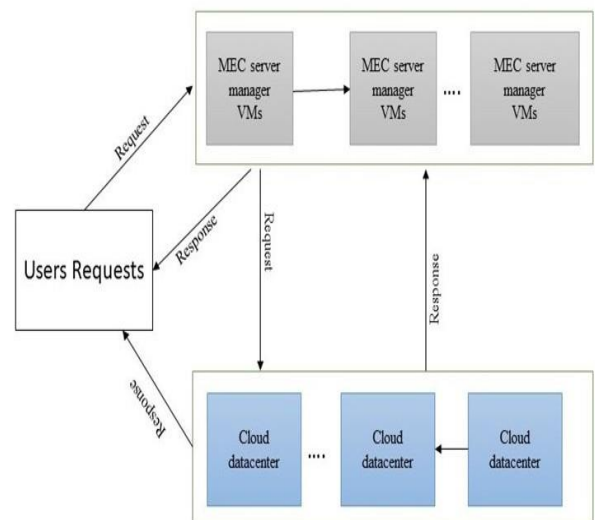 MEC server
manager
VMs
MEC server
manager
VMs
....
MEC server
manager
VMs
Request
Response
Request
Response
Users Requests
Response
Cloud
datacenter
....
Cloud
datacenter
Cloud
datacenter